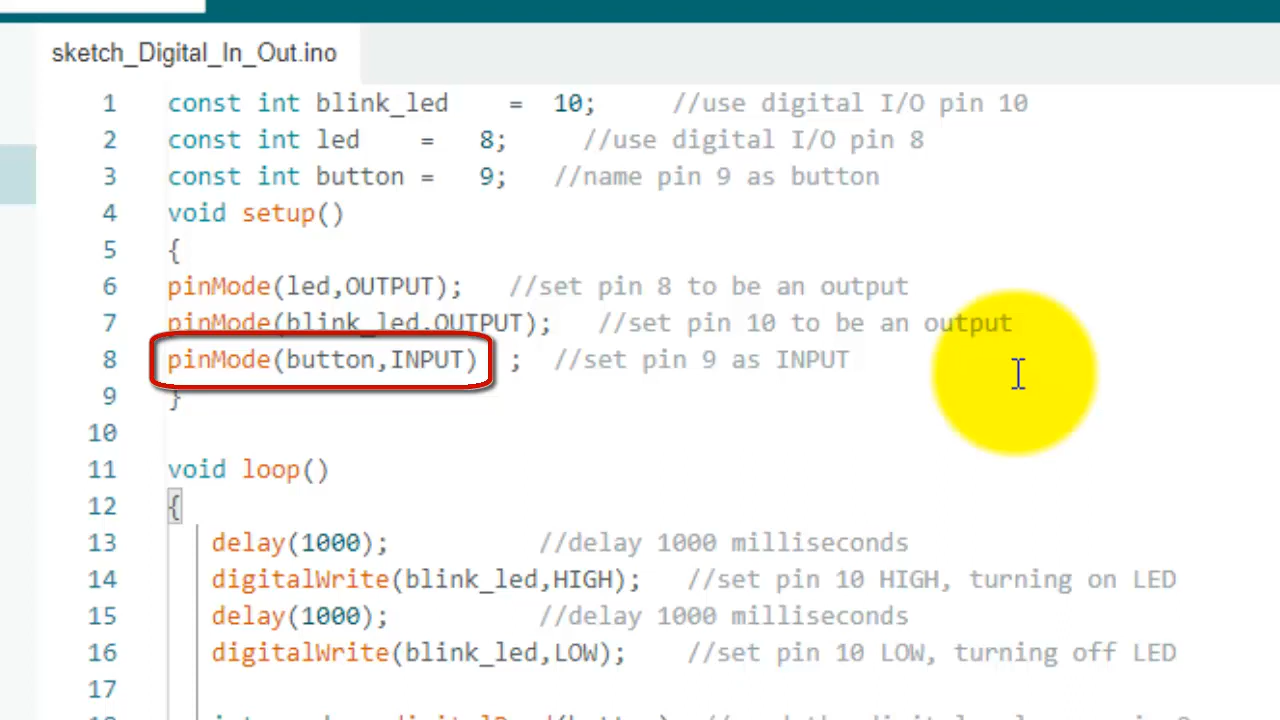 sketch_Digital_In_Out.ino
1 const int blink_led = 10; //use digital I/O pin 10
2 const int led = 8; //use digital I/O pin 8
3 const int button = 9; //name pin 9 as button
4 void setup()
5 {
6 pinMode(led,OUTPUT); //set pin 8 to be an output
7 pinMode(blink_led,OUTPUT); //set pin 10 to be an output
8 pinMode(button,INPUT) ; //set pin 9 as INPUT
9 }
10
11 void loop()
12 {
13 delay(1000); //delay 1000 milliseconds
14 digitalWrite(blink_led,HIGH); //set pin 10 HIGH, turning on LED
15 delay(1000); //delay 1000 milliseconds
16 digitalWrite(blink_led,LOW); //set pin 10 LOW, turning off LED
17